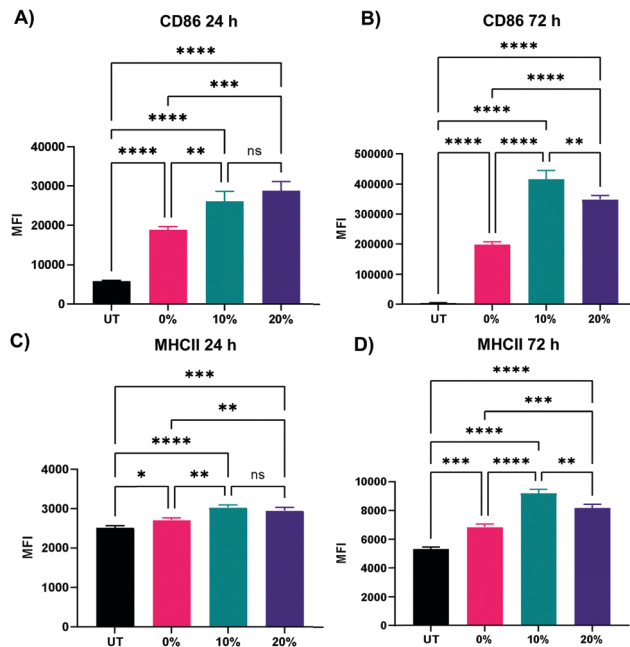 A)
CD86 24 h
****
***
****
**** ** ns
MFI
40000
30000
20000
10000
0
UT 0% 10% 20%
B)
CD86 72 h
****
****
****
**** **** **
MFI
500000
400000
300000
200000
100000
0
UT 0% 10% 20%
C)
MHCII 24 h
***
**
****
* ** ns
MFI
4000
3000
2000
1000
0
UT 0% 10% 20%
D)
MHCII 72 h
****
***
****
*** **** **
MFI
10000
8000
6000
4000
2000
0
UT 0% 10% 20%